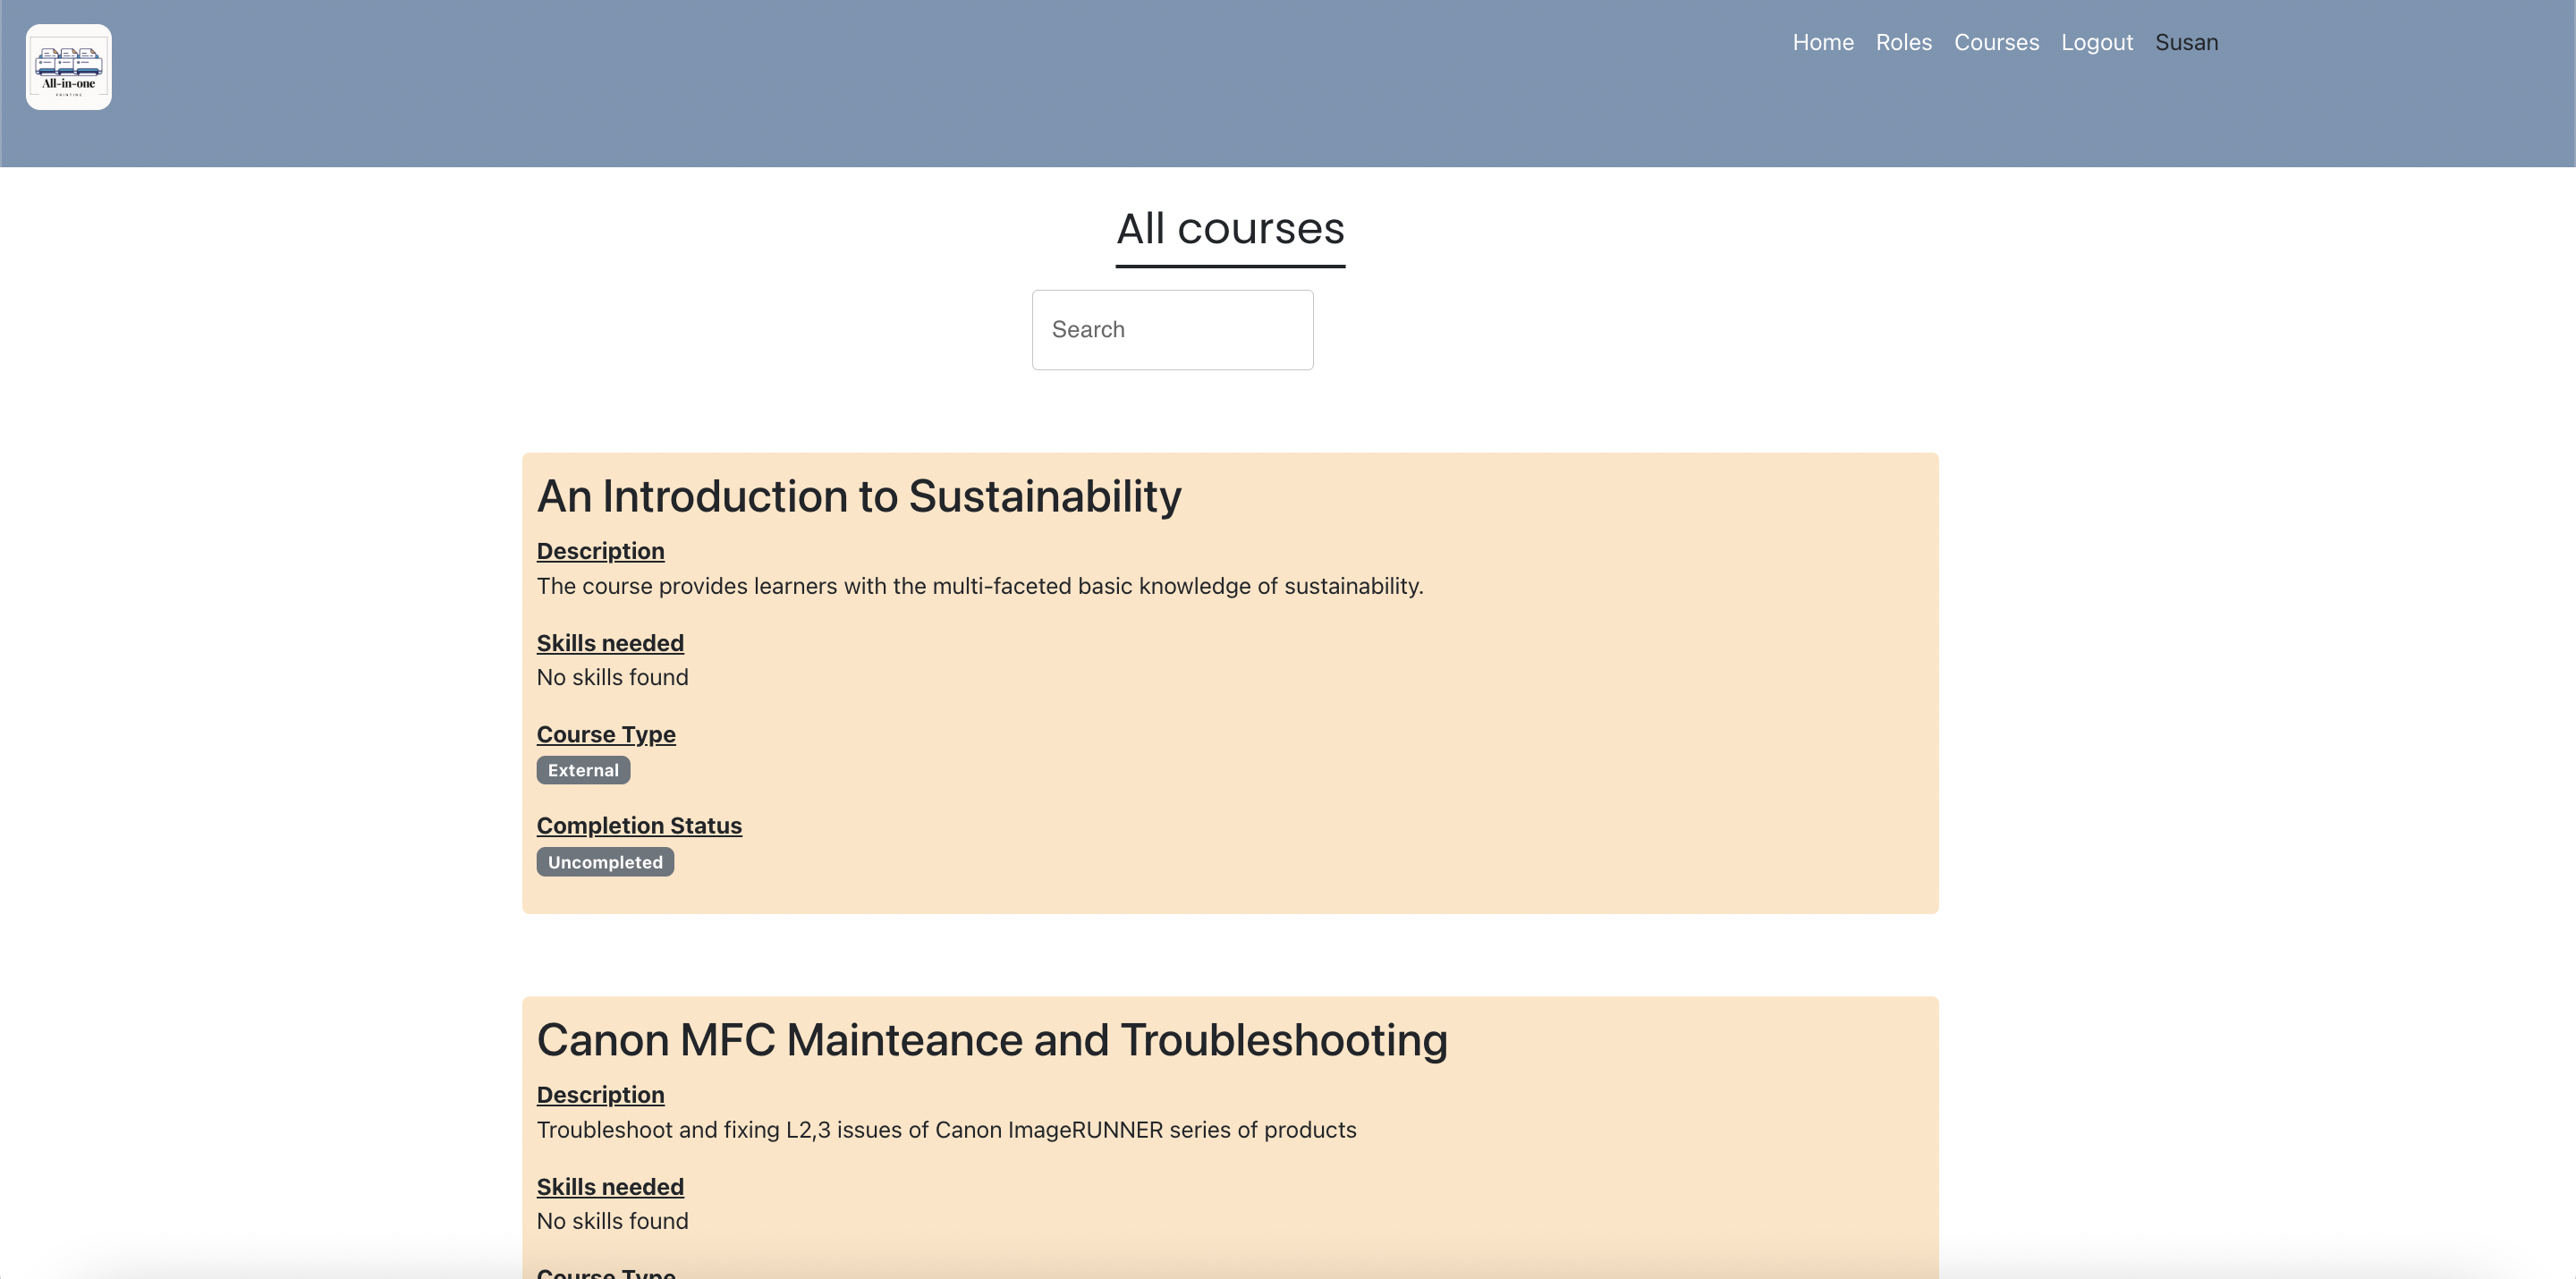 All-in-one
PRINTING
Home Roles Courses Logout Susan
All courses
Search
An Introduction to Sustainability
Description
The course provides learners with the multi-faceted basic knowledge of sustainability.
Skills needed
No skills found
Course Type
External
Completion Status
Uncompleted
Canon MFC Mainteance and Troubleshooting
Description
Troubleshoot and fixing L2,3 issues of Canon ImageRUNNER series of products
Skills needed
No skills found
Course Type